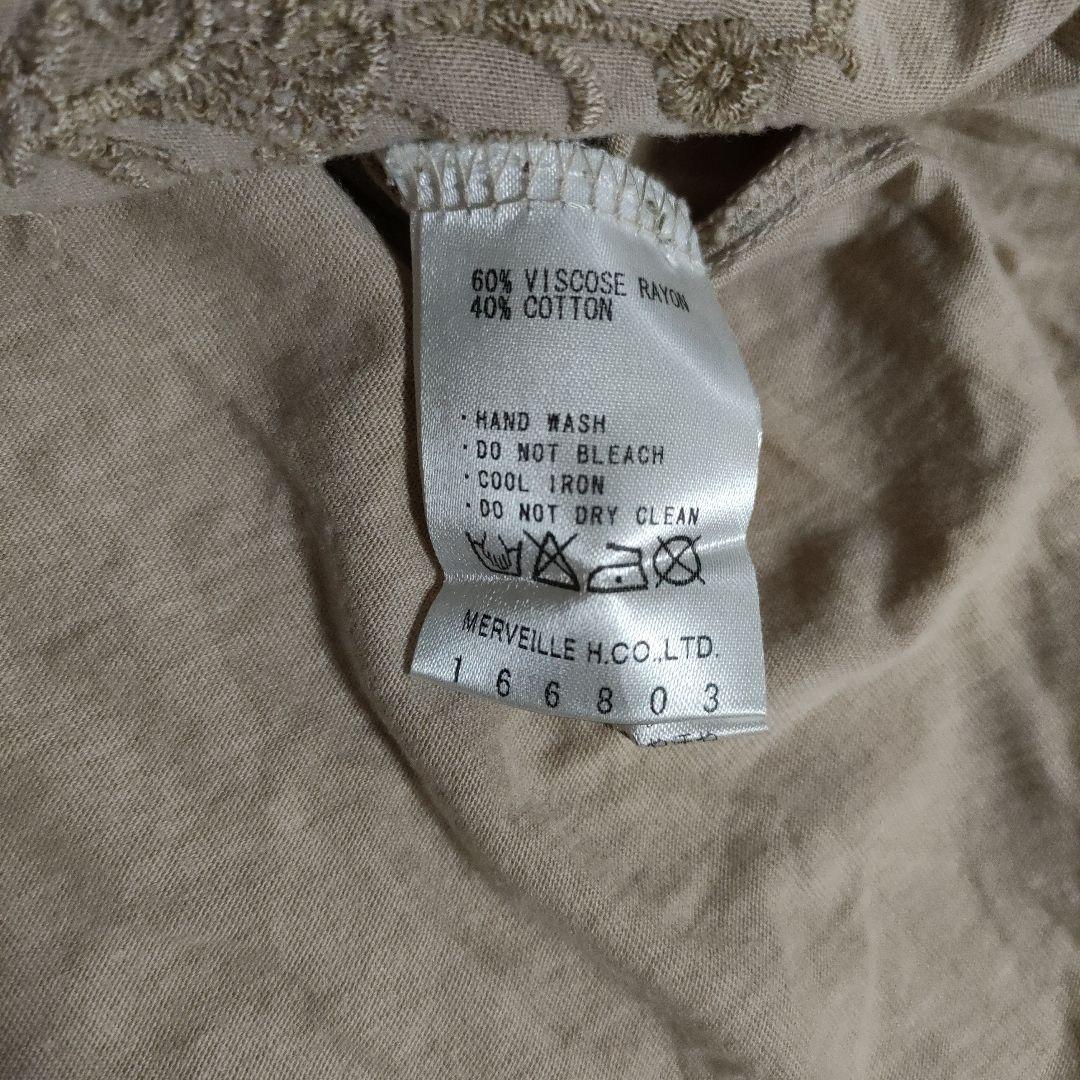 60% VISCOSE RAYON
40% COTTON
・HAND WASH
・DO NOT BLEACH
・COOL IRON
・DO NOT DRY CLEAN
MERVEILLE H.CO.,LTD.
166803